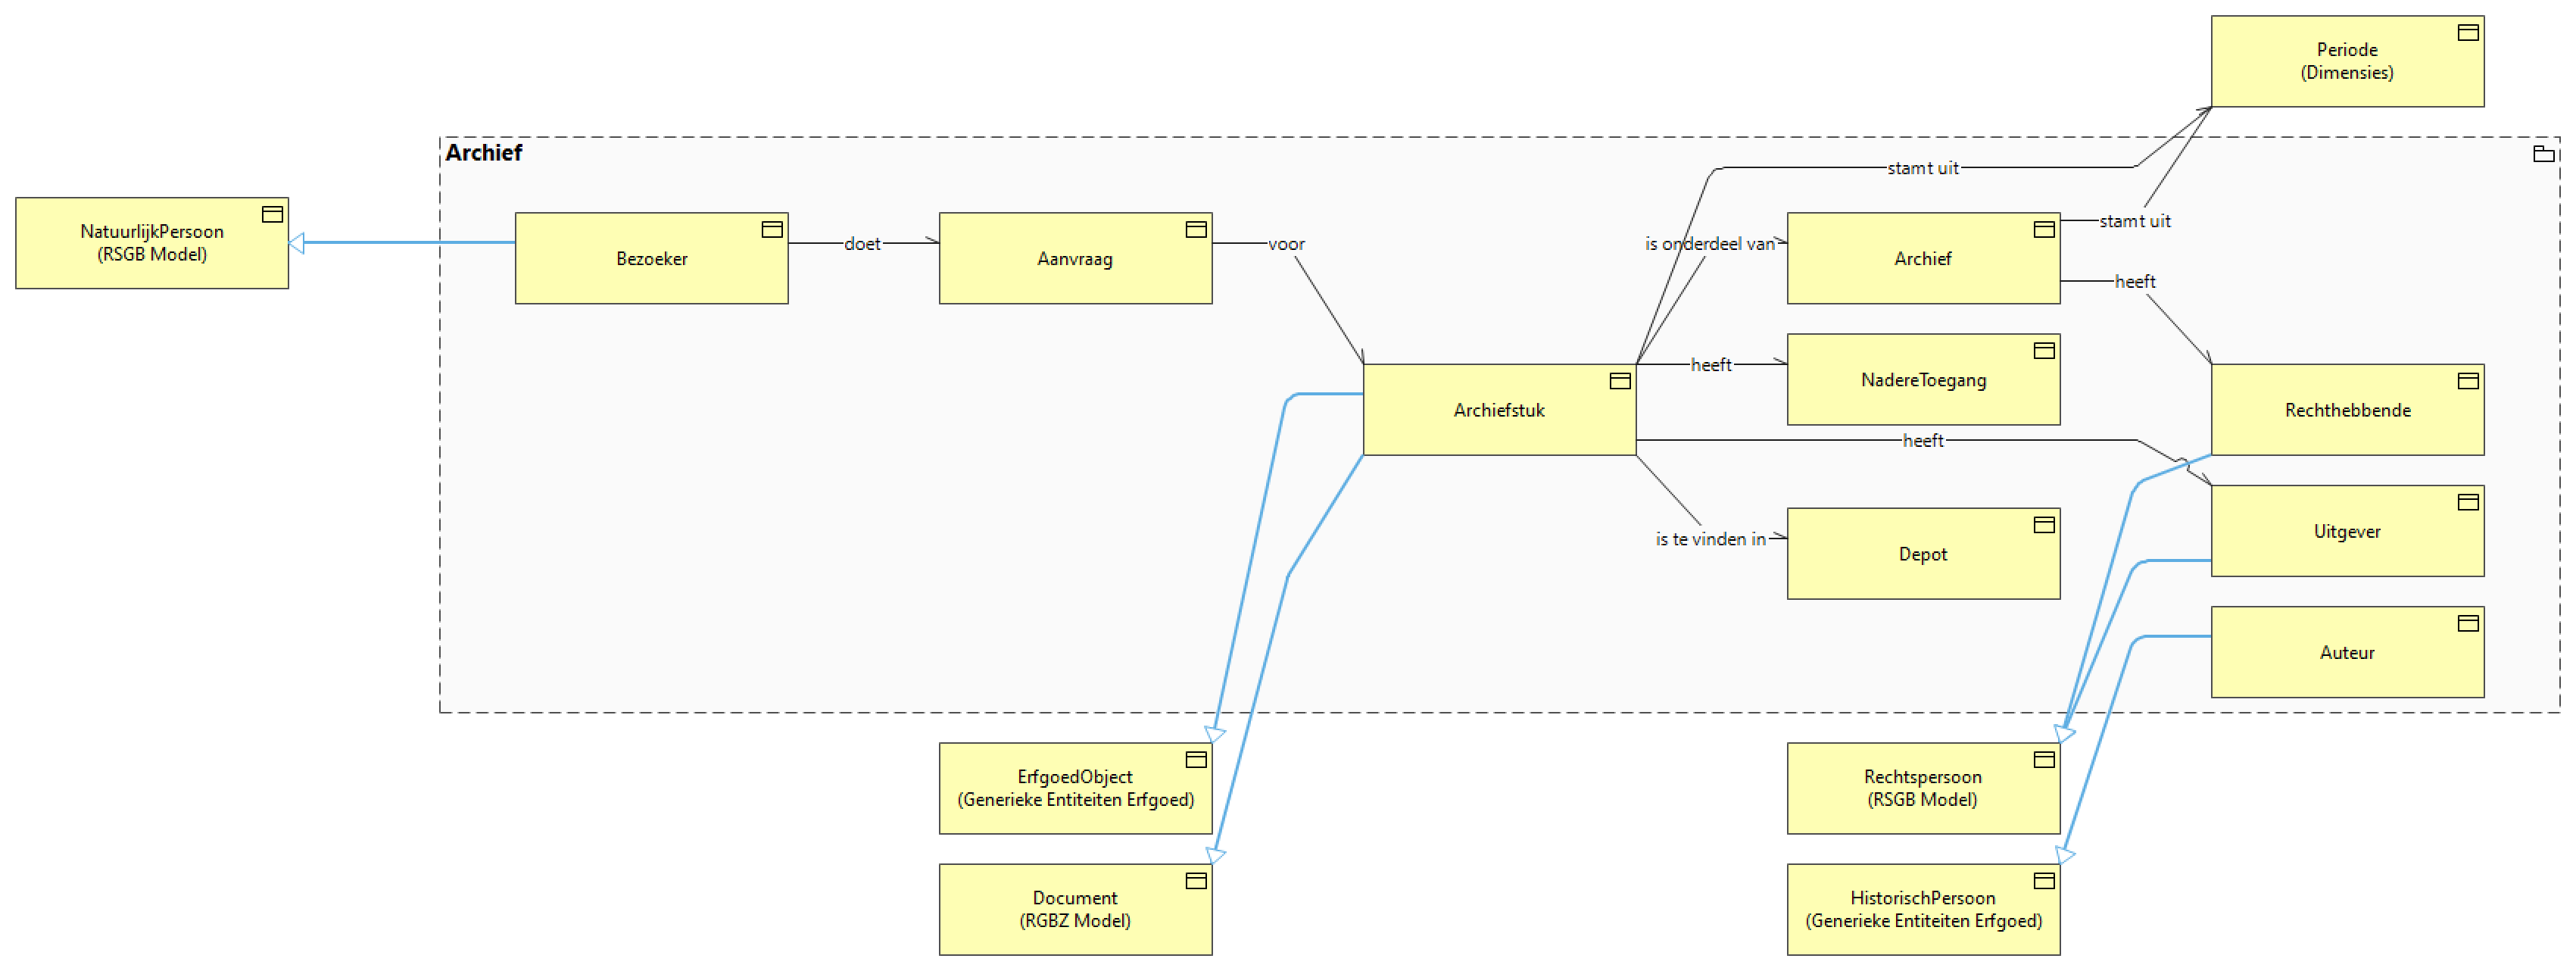 Periode
(Dimensies)
Archief
stamt uit
NatuurlijkPersoon
(RSGB Model)
Bezoeker
doet
Aanvraag
voor
is onderdeel van
Archief
stamt uit
heeft
heeft
NadereToegang
Archiefstuk
Rechthebbende
heeft
is te vinden in
Depot
Uitgever
Auteur
ErfgoedObject
(Generieke Entiteiten Erfgoed)
Rechtspersoon
(RSGB Model)
Document
(RGBZ Model)
HistorischPersoon
(Generieke Entiteiten Erfgoed)